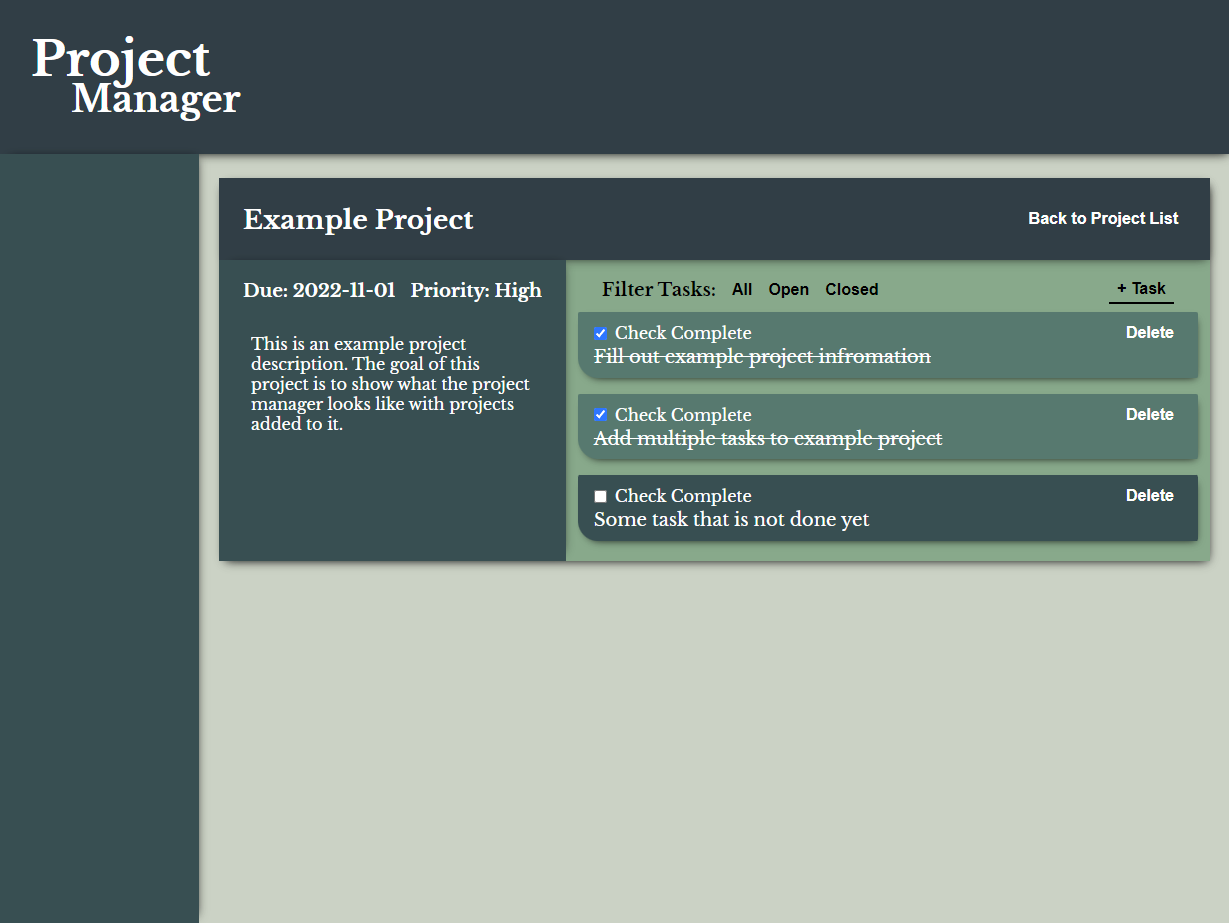 Project
Manager
Example Project
Back to Project List
Due: 2022-11-01 Priority: High
This is an example project
description. The goal of this
project is to show what the project
manager looks like with projects
added to it.
Filter Tasks: All Open Closed
+ Task
Check Complete
Delete
Fill out example project infromation
Check Complete
Delete
Add multiple tasks to example project
Check Complete
Delete
Some task that is not done yet